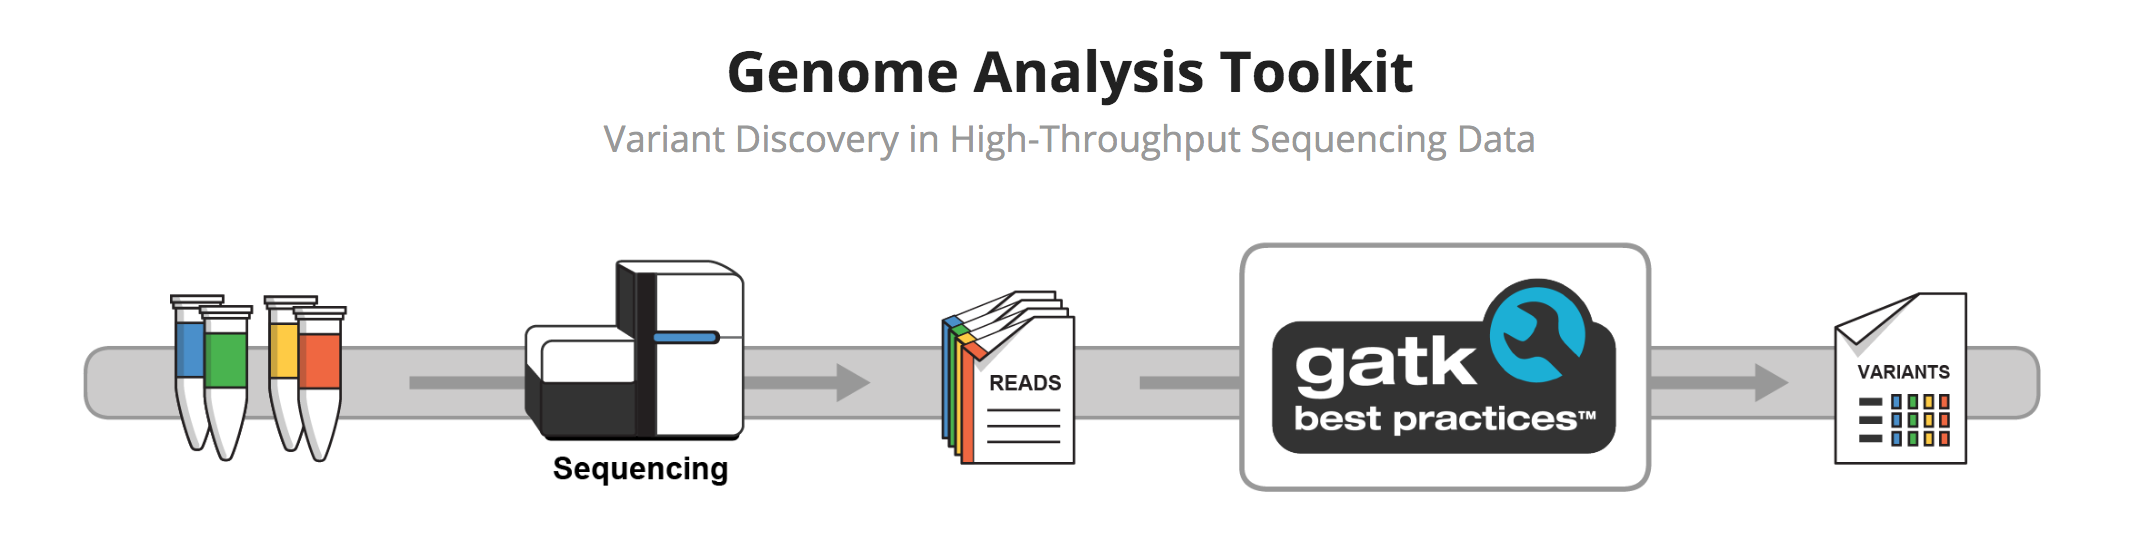 Genome Analysis Toolkit
Variant Discovery in High-Throughput Sequencing Data
Sequencing
READS
gatk
best practices™
VARIANTS